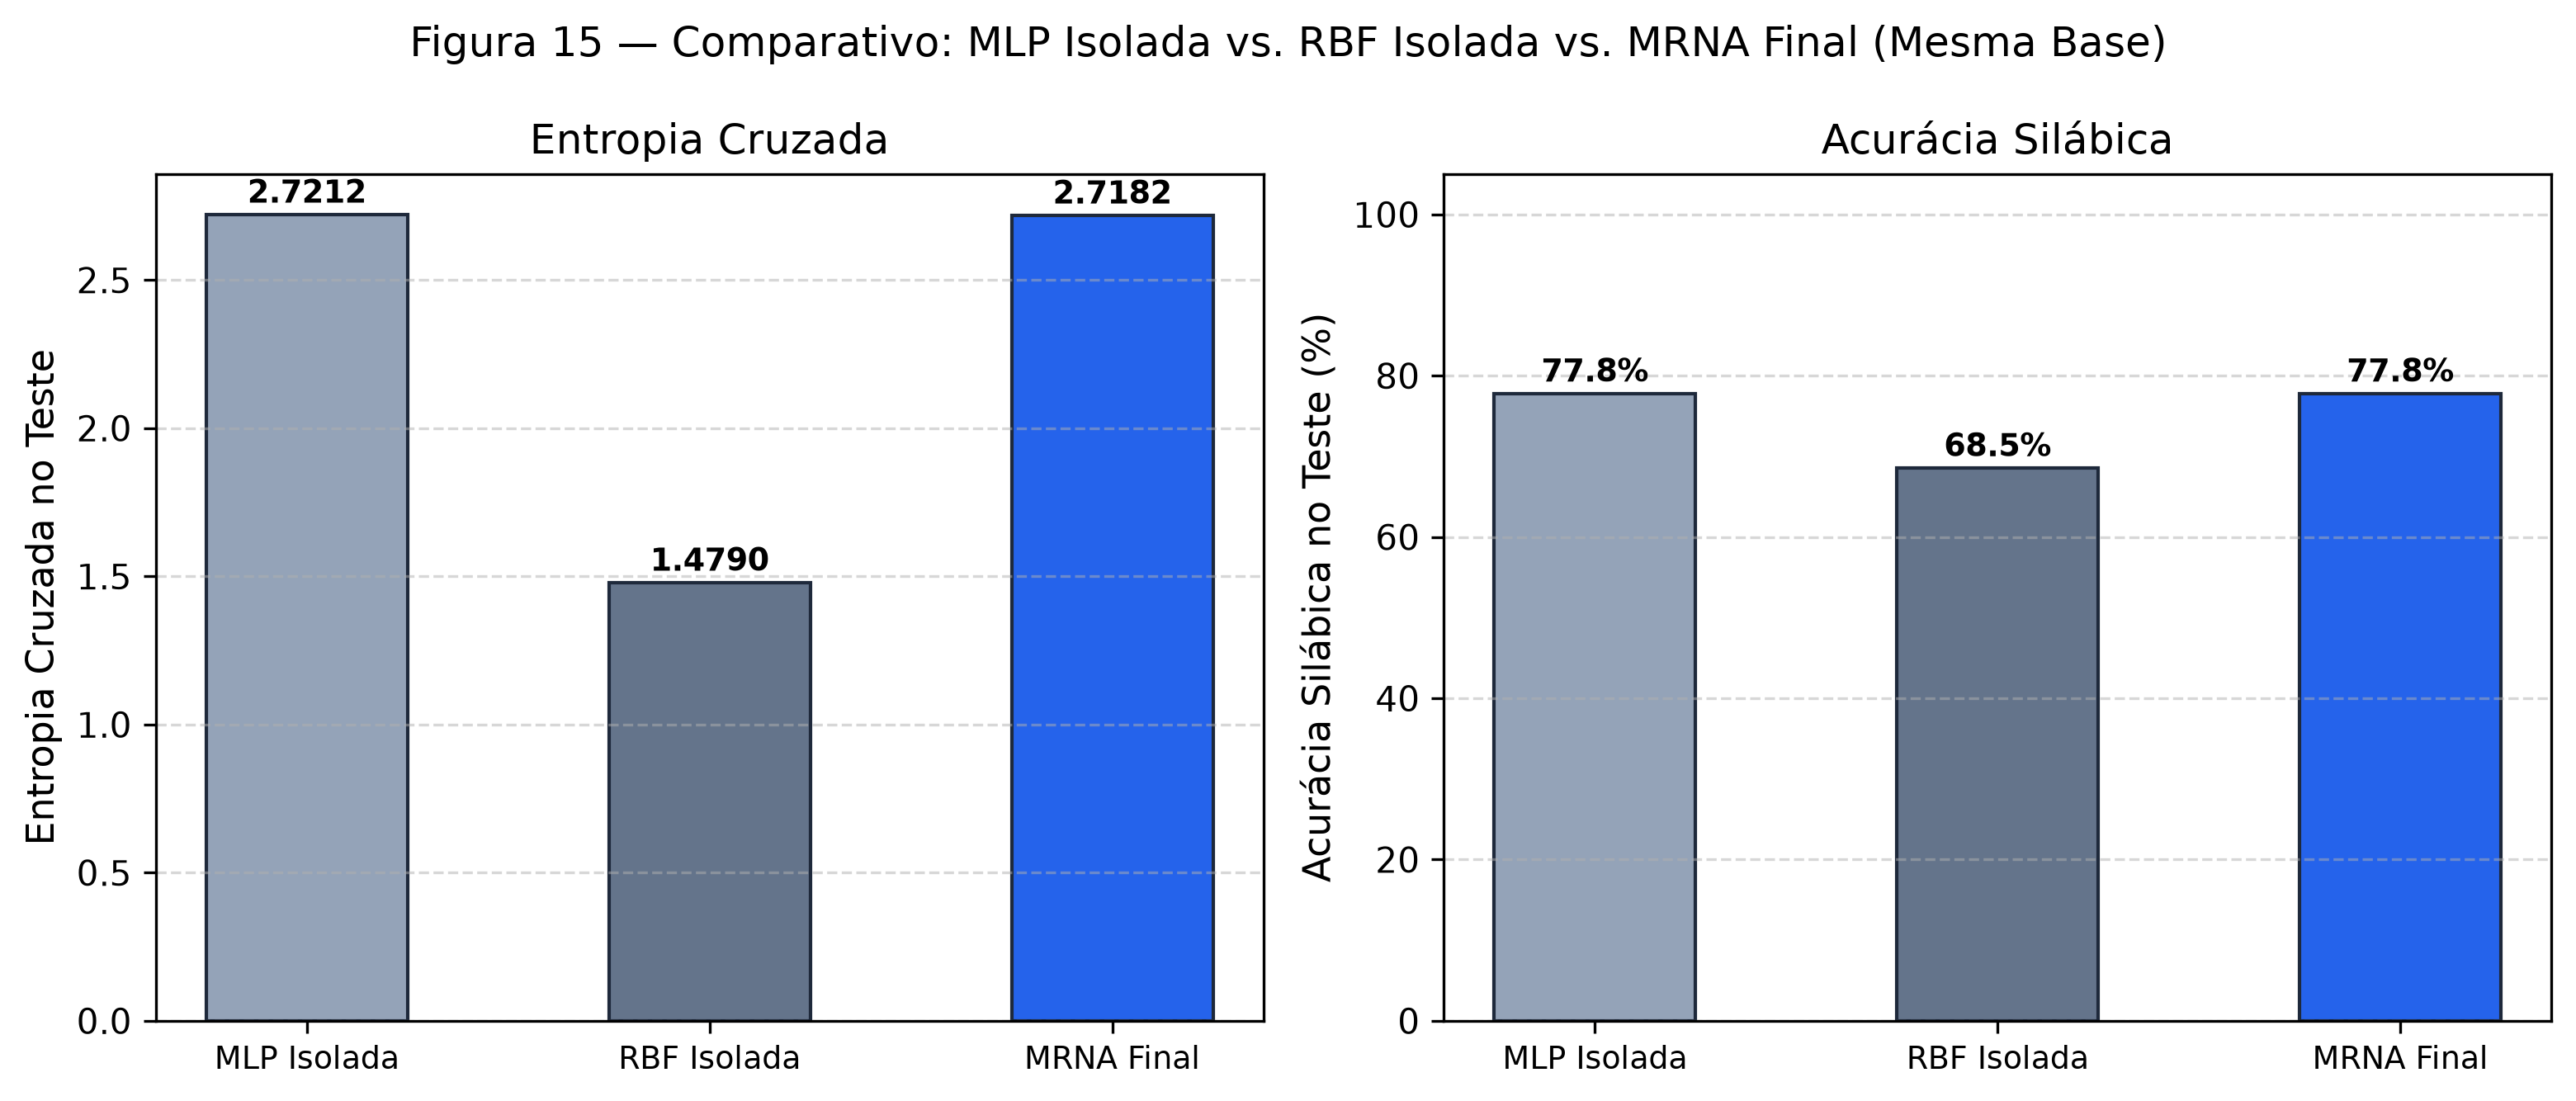 Figura 15 — Comparativo: MLP Isolada vs. RBF Isolada vs. MRNA Final (Mesma Base)
Entropia Cruzada
Entropia Cruzada no Teste
2.5
2.0
1.5
1.0
0.5
0.0
2.7212
1.4790
2.7182
MLP Isolada
RBF Isolada
MRNA Final
Acurácia Silábica
Acurácia Silábica no Teste (%)
100
80
60
40
20
0
77.8%
68.5%
77.8%
MLP Isolada
RBF Isolada
MRNA Final